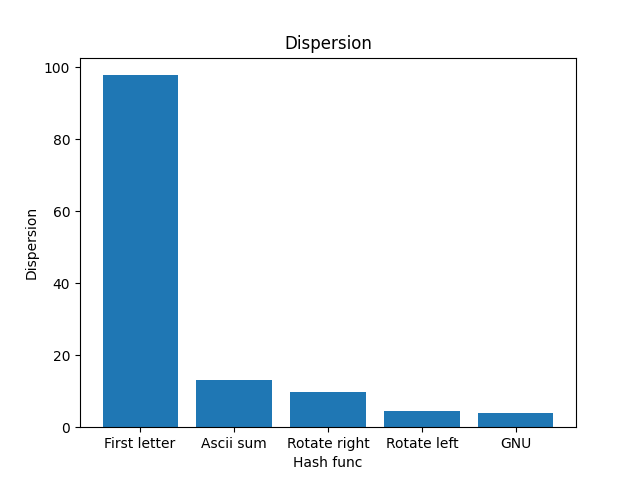 Dispersion
100
80
60
40
20
0
Dispersion
First letter Ascii sum Rotate right Rotate left GNU
Hash func